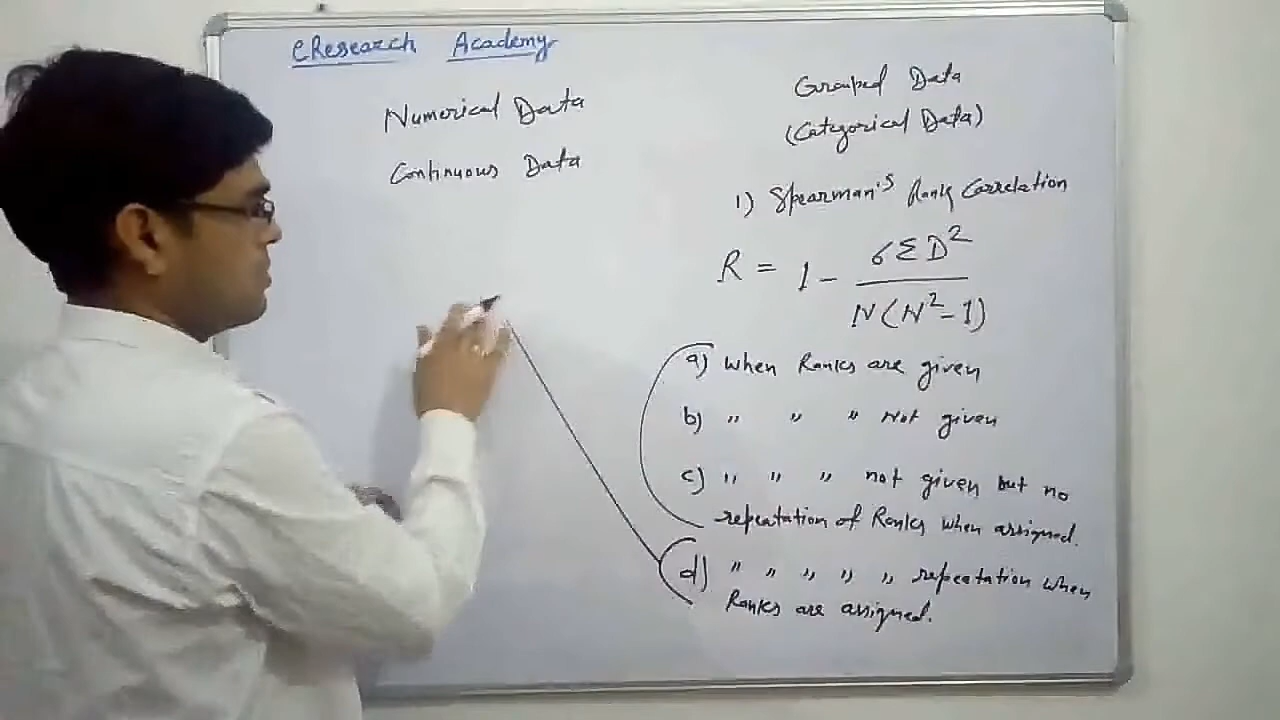 eResearch Academy
Numerical Data
Continuous Data
Grouped Data
(Categorical Data)
1) Spearman's Rank Correlation
R = 1 - 6ΣD² / N(N²-1)
a) when Ranks are given
b) " " " Not given
c) " " " not given but no
repeatation of Ranks when assigned.
d) " " " " " repeatation when
Ranks are assigned.